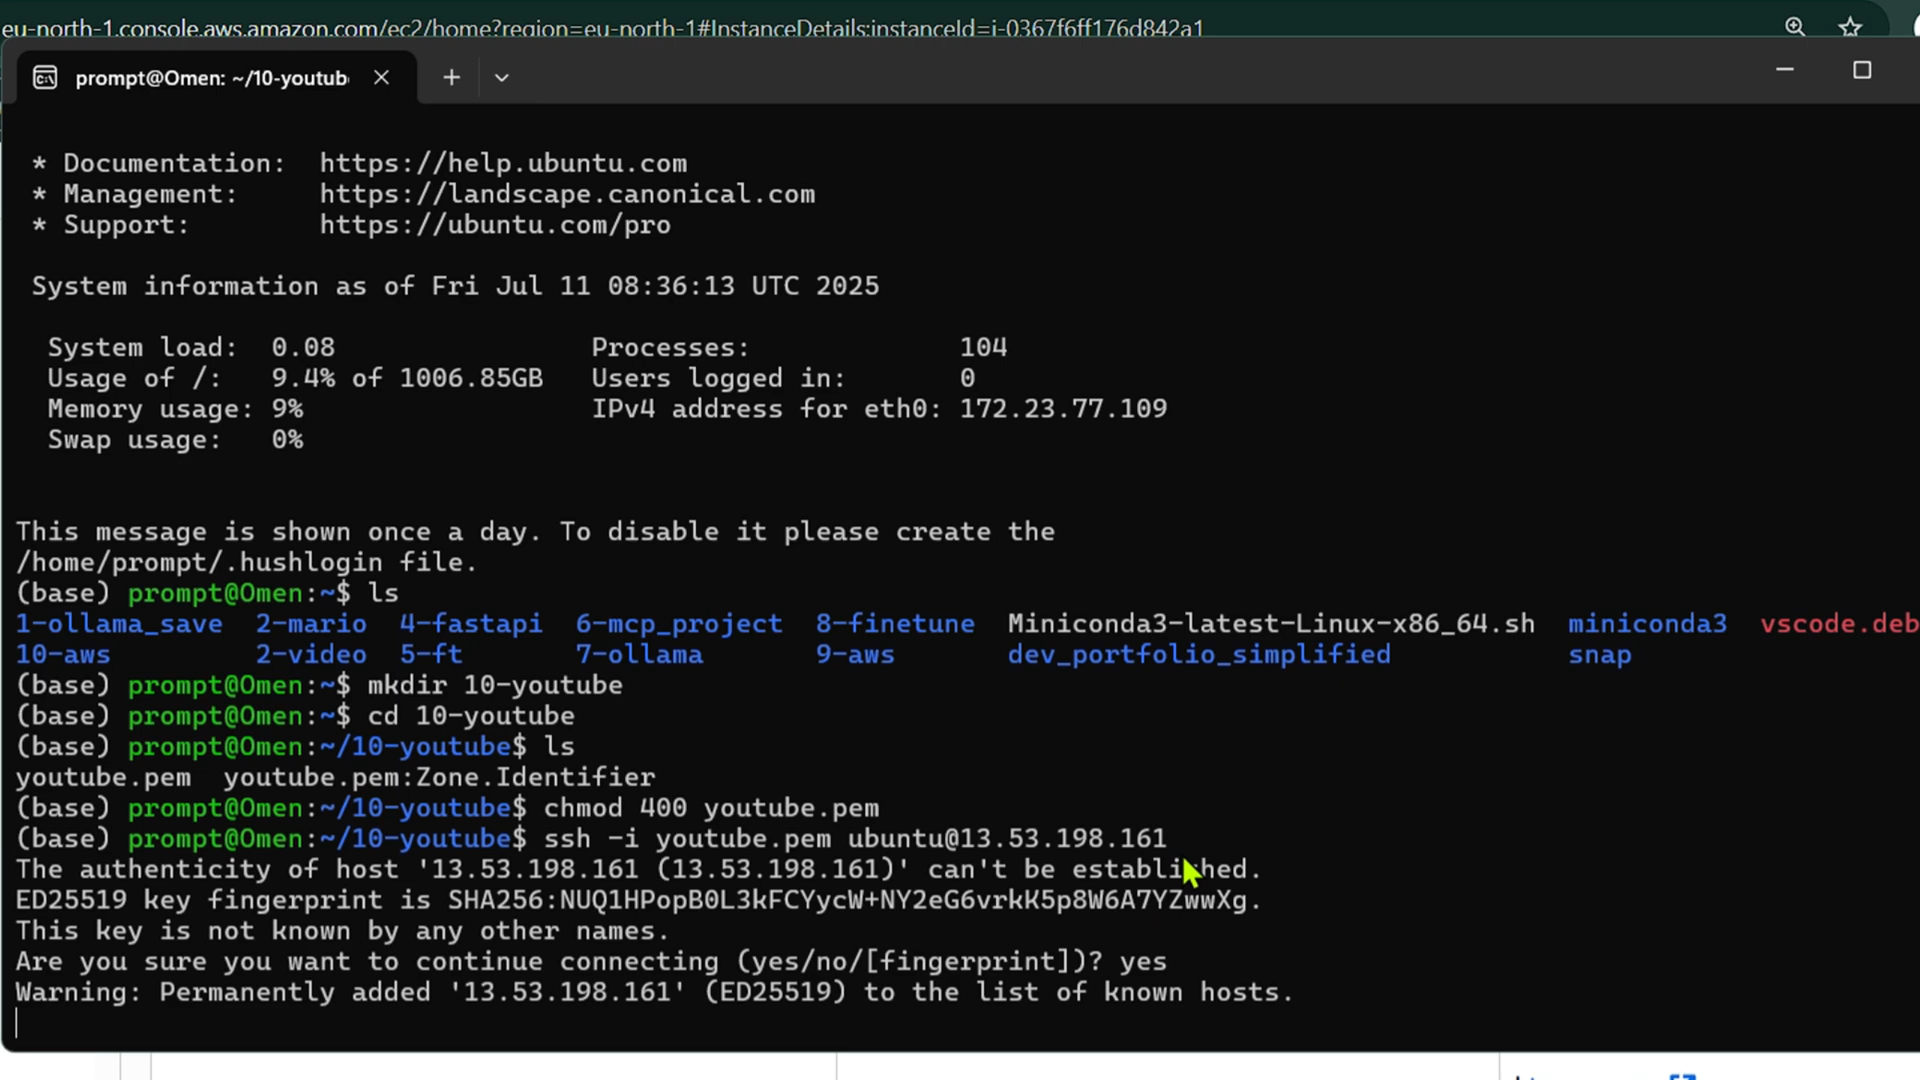 eu-north-1.console.aws.amazon.com/ec2/home?region=eu-north-1#InstanceDetails:instanceId=i-0367f6ff176d842a1
prompt@Omen: ~/10-youtub
* Documentation:  https://help.ubuntu.com
* Management:     https://landscape.canonical.com
* Support:        https://ubuntu.com/pro
System information as of Fri Jul 11 08:36:13 UTC 2025
System load:  0.08                Processes:             104
Usage of /:   9.4% of 1006.85GB   Users logged in:       0
Memory usage: 9%                  IPv4 address for eth0: 172.23.77.109
Swap usage:   0%
This message is shown once a day. To disable it please create the
/home/prompt/.hushlogin file.
(base) prompt@Omen:~$ ls
1-ollama_save  2-mario  4-fastapi  6-mcp_project  8-finetune  Miniconda3-latest-Linux-x86_64.sh  miniconda3  vscode.deb
10-aws         2-video  5-ft       7-ollama       9-aws       dev_portfolio_simplified           snap
(base) prompt@Omen:~$ mkdir 10-youtube
(base) prompt@Omen:~$ cd 10-youtube
(base) prompt@Omen:~/10-youtube$ ls
youtube.pem  youtube.pem:Zone.Identifier
(base) prompt@Omen:~/10-youtube$ chmod 400 youtube.pem
(base) prompt@Omen:~/10-youtube$ ssh -i youtube.pem ubuntu@13.53.198.161
The authenticity of host '13.53.198.161 (13.53.198.161)' can't be established.
ED25519 key fingerprint is SHA256:NUQ1HPopB0L3kFCYycW+NY2eG6vrkK5p8W6A7YZwwXg.
This key is not known by any other names.
Are you sure you want to continue connecting (yes/no/[fingerprint])? yes
Warning: Permanently added '13.53.198.161' (ED25519) to the list of known hosts.